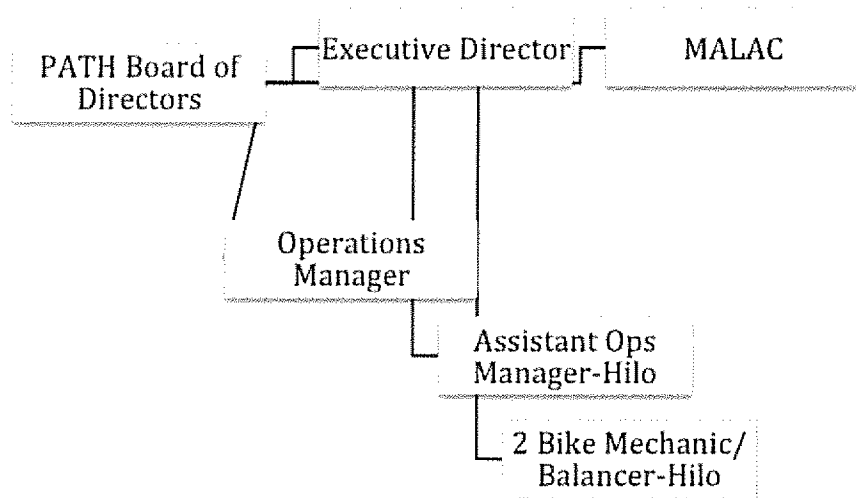 PATH Board of
Directors
Executive Director
MALAC
Operations
Manager
Assistant Ops
Manager-Hilo
2 Bike Mechanic/
Balancer-Hilo